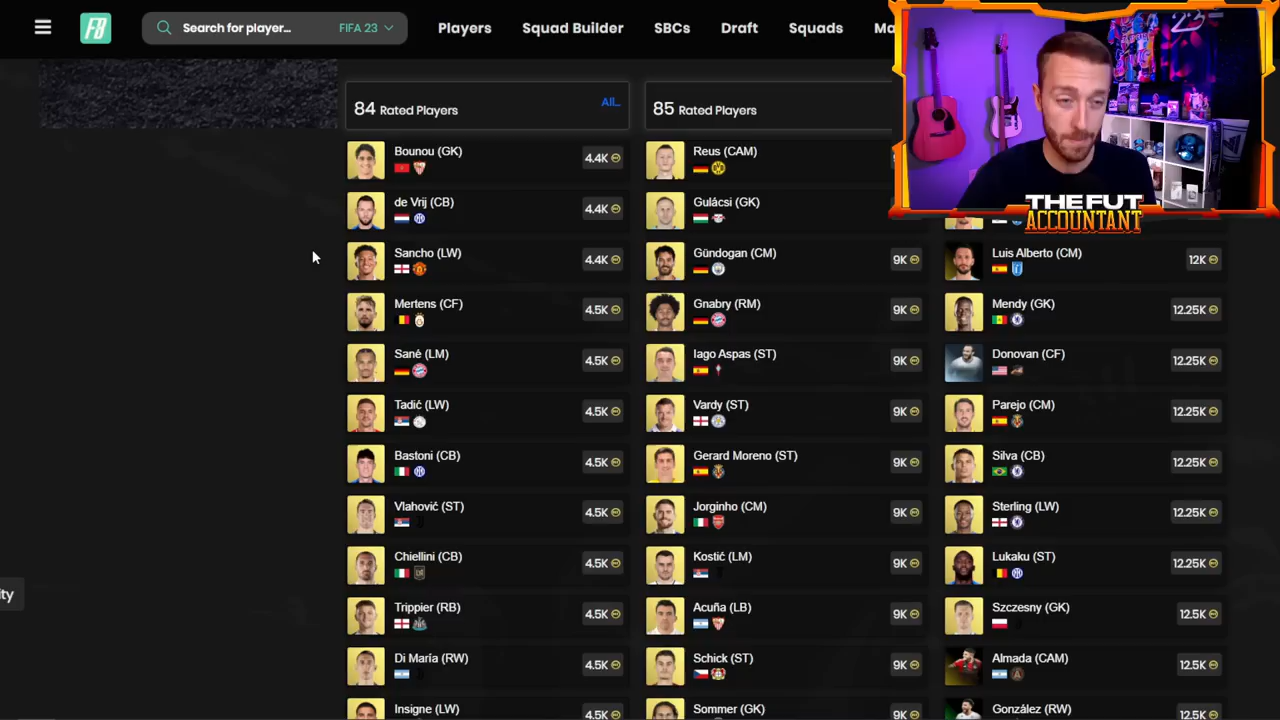 FB
Search for player...
FIFA 23
Players
Squad Builder
SBCs
Draft
Squads
THE FUT
ACCOUNTANT
84 Rated Players
All...
Bounou (GK)
4.4K
de Vrij (CB)
4.4K
Sancho (LW)
4.4K
Mertens (CF)
4.5K
Sané (LM)
4.5K
Tadić (LW)
4.5K
Bastoni (CB)
4.5K
Vlahović (ST)
4.5K
Chiellini (CB)
4.5K
Trippier (RB)
4.5K
Di María (RW)
4.5K
Insigne (LW)
4.5K
85 Rated Players
Reus (CAM)
Gulácsi (GK)
Gündogan (CM)
9K
Gnabry (RM)
9K
Iago Aspas (ST)
9K
Vardy (ST)
9K
Gerard Moreno (ST)
9K
Jorginho (CM)
9K
Kostić (LM)
9K
Acuña (LB)
9K
Schick (ST)
9K
Sommer (GK)
9K
Luis Alberto (CM)
12K
Mendy (GK)
12.25K
Donovan (CF)
12.25K
Parejo (CM)
12.25K
Silva (CB)
12.25K
Sterling (LW)
12.25K
Lukaku (ST)
12.25K
Szczesny (GK)
12.5K
Almada (CAM)
12.5K
González (RW)
12.5K
ity